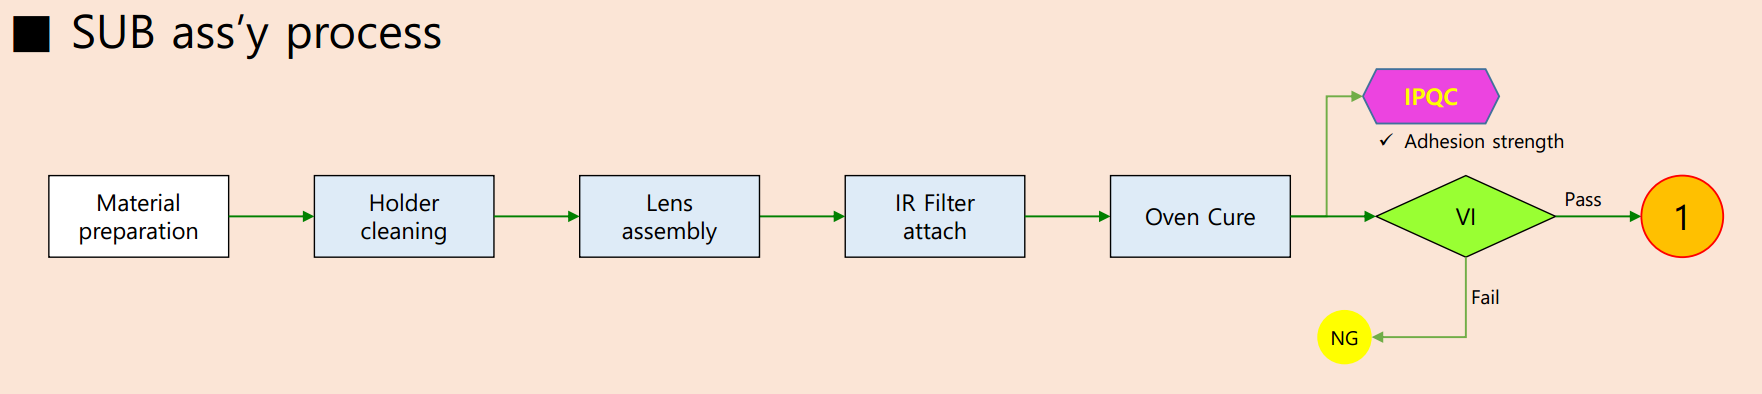 ■ SUB ass’y process
IPQC
✓ Adhesion strength
Material
preparation
Holder
cleaning
Lens
assembly
IR Filter
attach
Oven Cure
VI
Pass
1
Fail
NG